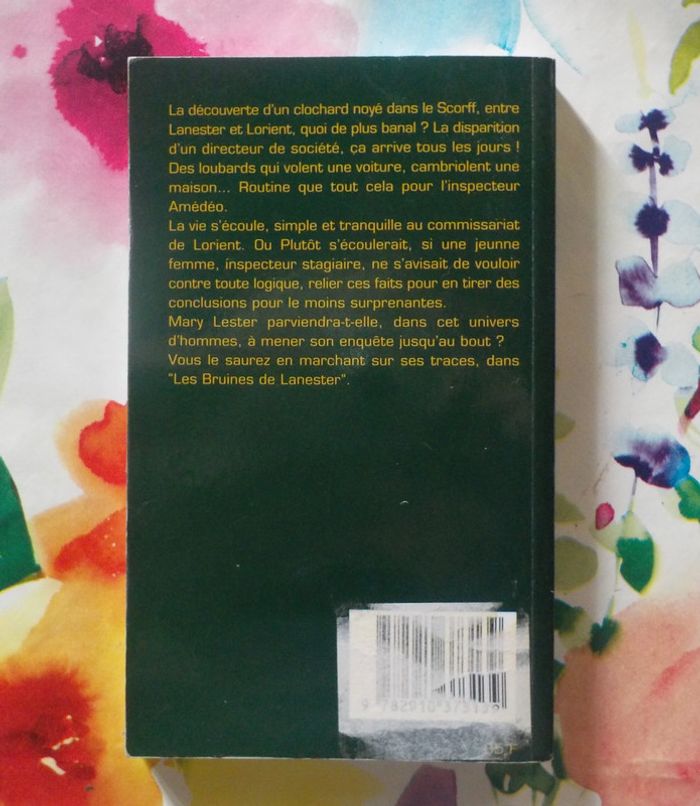 La découverte d'un clochard noyé dans le Scorff, entre
Lanester et Lorient, quoi de plus banal ? La disparition
d'un directeur de société, ça arrive tous les jours !
Des loubards qui volent une voiture, cambriolent une
maison... Routine que tout cela pour l'inspecteur
Amédéo.
La vie s'écoule, simple et tranquille au commissariat
de Lorient. Ou Plutôt s'écoulerait, si une jeunne
femme, inspecteur stagiaire, ne s'avisait de vouloir
contre toute logique, relier ces faits pour en tirer des
conclusions pour le moins surprenantes.
Mary Lester parviendra-t-elle, dans cet univers
d'hommes, à mener son enquête jusqu'au bout ?
Vous le saurez en marchant sur ses traces, dans
"Les Bruines de Lanester".